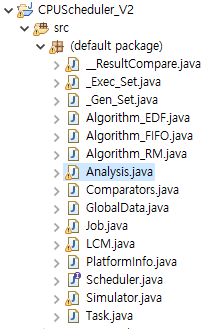 CPUScheduler_V2
src
(default package)
__ResultCompare.java
_Exec_Set.java
_Gen_Set.java
Algorithm_EDF.java
Algorithm_FIFO.java
Algorithm_RM.java
Analysis.java
Comparators.java
GlobalData.java
Job.java
LCM.java
PlatformInfo.java
Scheduler.java
Simulator.java
Task.java